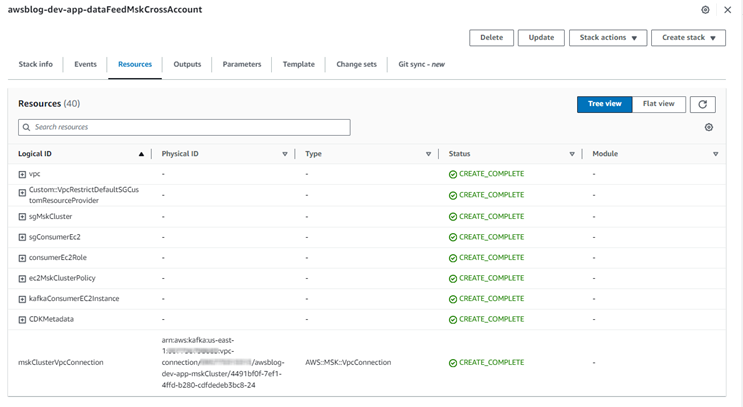 awsblog-dev-app-dataFeedMskCrossAccount
Delete
Update
Stack actions
Create stack
Stack info
Events
Resources
Outputs
Parameters
Template
Change sets
Git sync - new
Resources (40)
Tree view
Flat view
Search resources
Logical ID
Physical ID
Type
Status
Module
vpc - - CREATE_COMPLETE -
Custom::VpcRestrictDefaultSGCus
tomResourceProvider
- - CREATE_COMPLETE -
sgMskCluster - - CREATE_COMPLETE -
sgConsumerEc2 - - CREATE_COMPLETE -
consumerEc2Role - - CREATE_COMPLETE -
ec2MskClusterPolicy - - CREATE_COMPLETE -
kafkaConsumerEC2Instance - - CREATE_COMPLETE -
CDKMetadata - - CREATE_COMPLETE -
mskClusterVpcConnection
arn:aws:kafka:us-east-
1: :vpc-
connection/ /awsblog-
dev-app-mskCluster/4491bf0f-7ef1-
4ffd-b280-cdfdedeb3bc8-24
AWS::MSK::VpcConnection
CREATE_COMPLETE
-